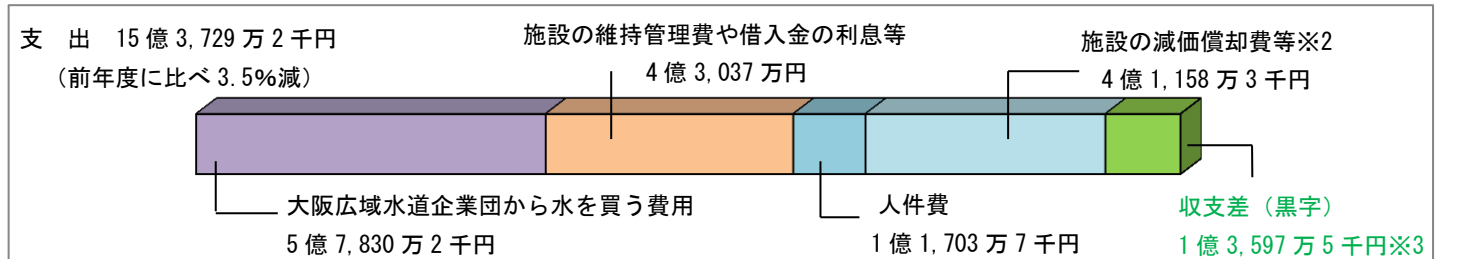 支 出 15億3,729万2千円
（前年度に比べ3.5%減）
施設の維持管理費や借入金の利息等
4億3,037万円
施設の減価償却費等※2
4億1,158万3千円
大阪広域水道企業団から水を買う費用
5億7,830万2千円
人件費
1億1,703万7千円
収支差（黒字）
1億3,597万5千円※3